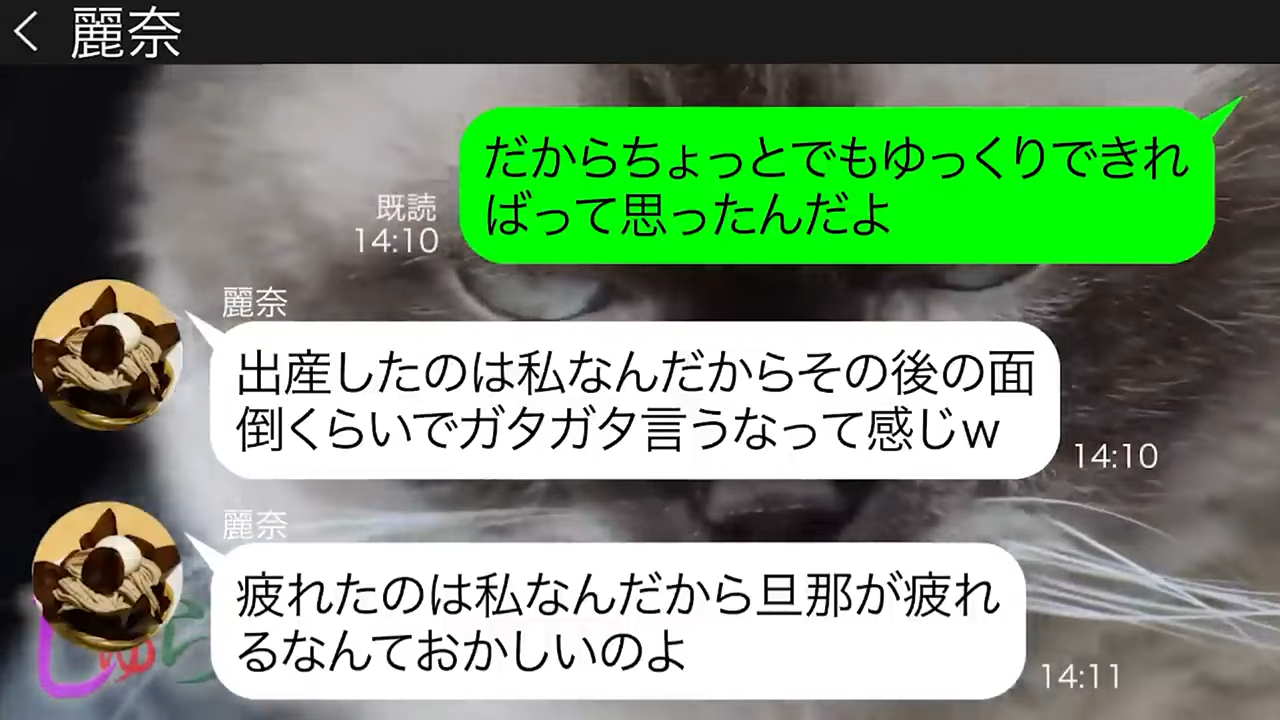 麗奈
だからちょっとでもゆっくりできれ
ばって思ったんだよ
既読
14:10
麗奈
出産したのは私なんだからその後の面
倒くらいでガタガタ言うなって感じw
14:10
麗奈
疲れたのは私なんだから旦那が疲れ
るなんておかしいのよ
14:11
しゅら